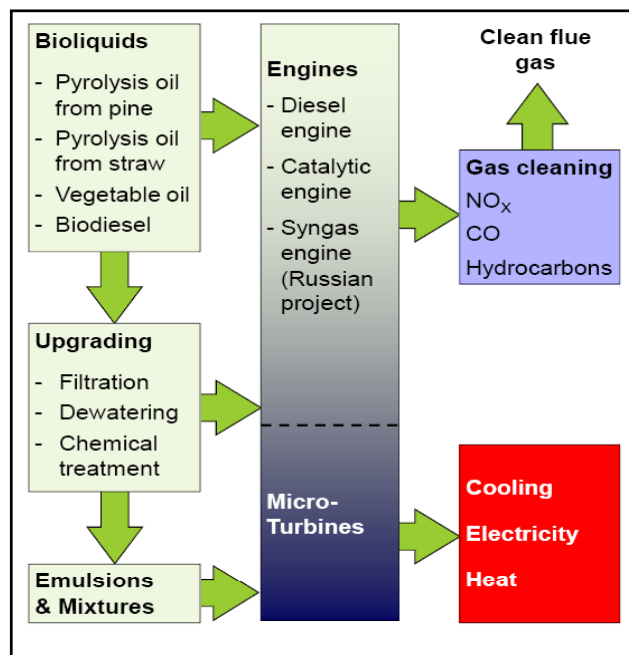 Bioliquids
- Pyrolysis oil
from pine
- Pyrolysis oil
from straw
- Vegetable oil
- Biodiesel
Upgrading
- Filtration
- Dewatering
- Chemical
treatment
Emulsions
& Mixtures
Engines
- Diesel
engine
- Catalytic
engine
- Syngas
engine
(Russian
project)
Micro-
Turbines
Clean flue
gas
Gas cleaning
NOX
CO
Hydrocarbons
Cooling
Electricity
Heat